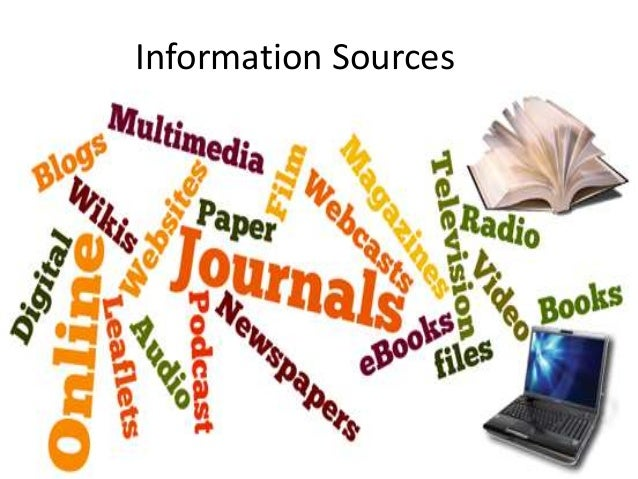 Information Sources
Multimedia
Blogs
Wikis
Websites
Film
Magazines
Television
Paper
Webcasts
Radio
Digital
Online
Journals
Video
Books
Leaflets
Audio
Podcast
Newspapers
eBooks
files